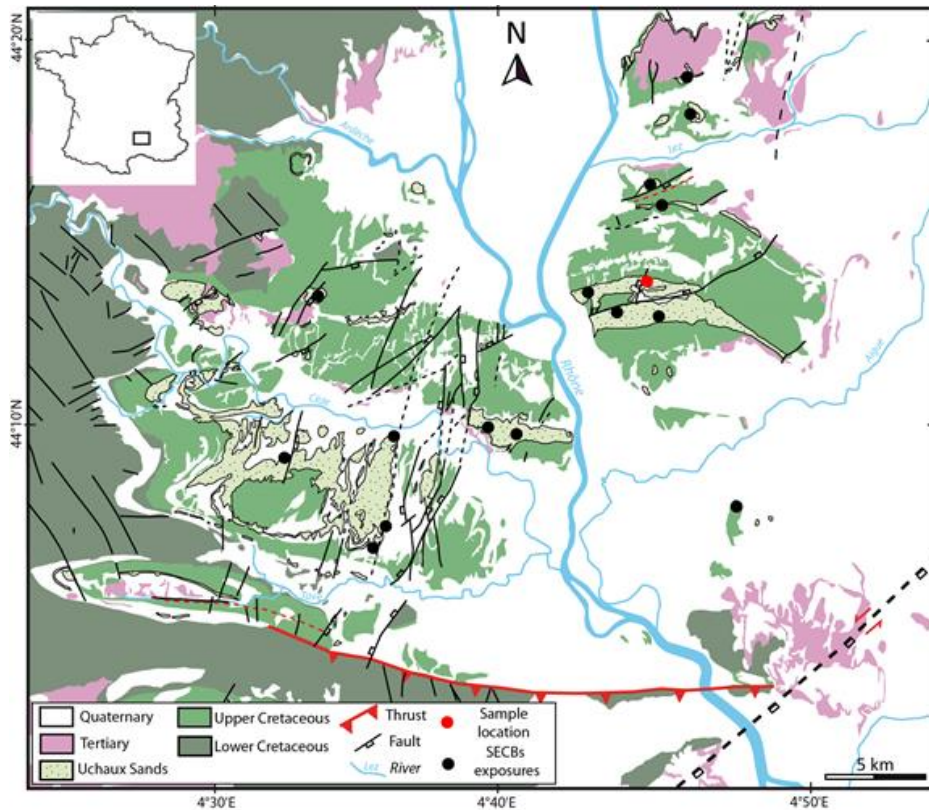 44°20'N
N
Ardèche
Lez
Rhône
Aigue
Cèze
44°10'N
Quaternary
Tertiary
Uchaux Sands
Upper Cretaceous
Lower Cretaceous
Thrust
Fault
Lez River
Sample
location
SECBs
exposures
5 km
4°30'E
4°40'E
4°50'E